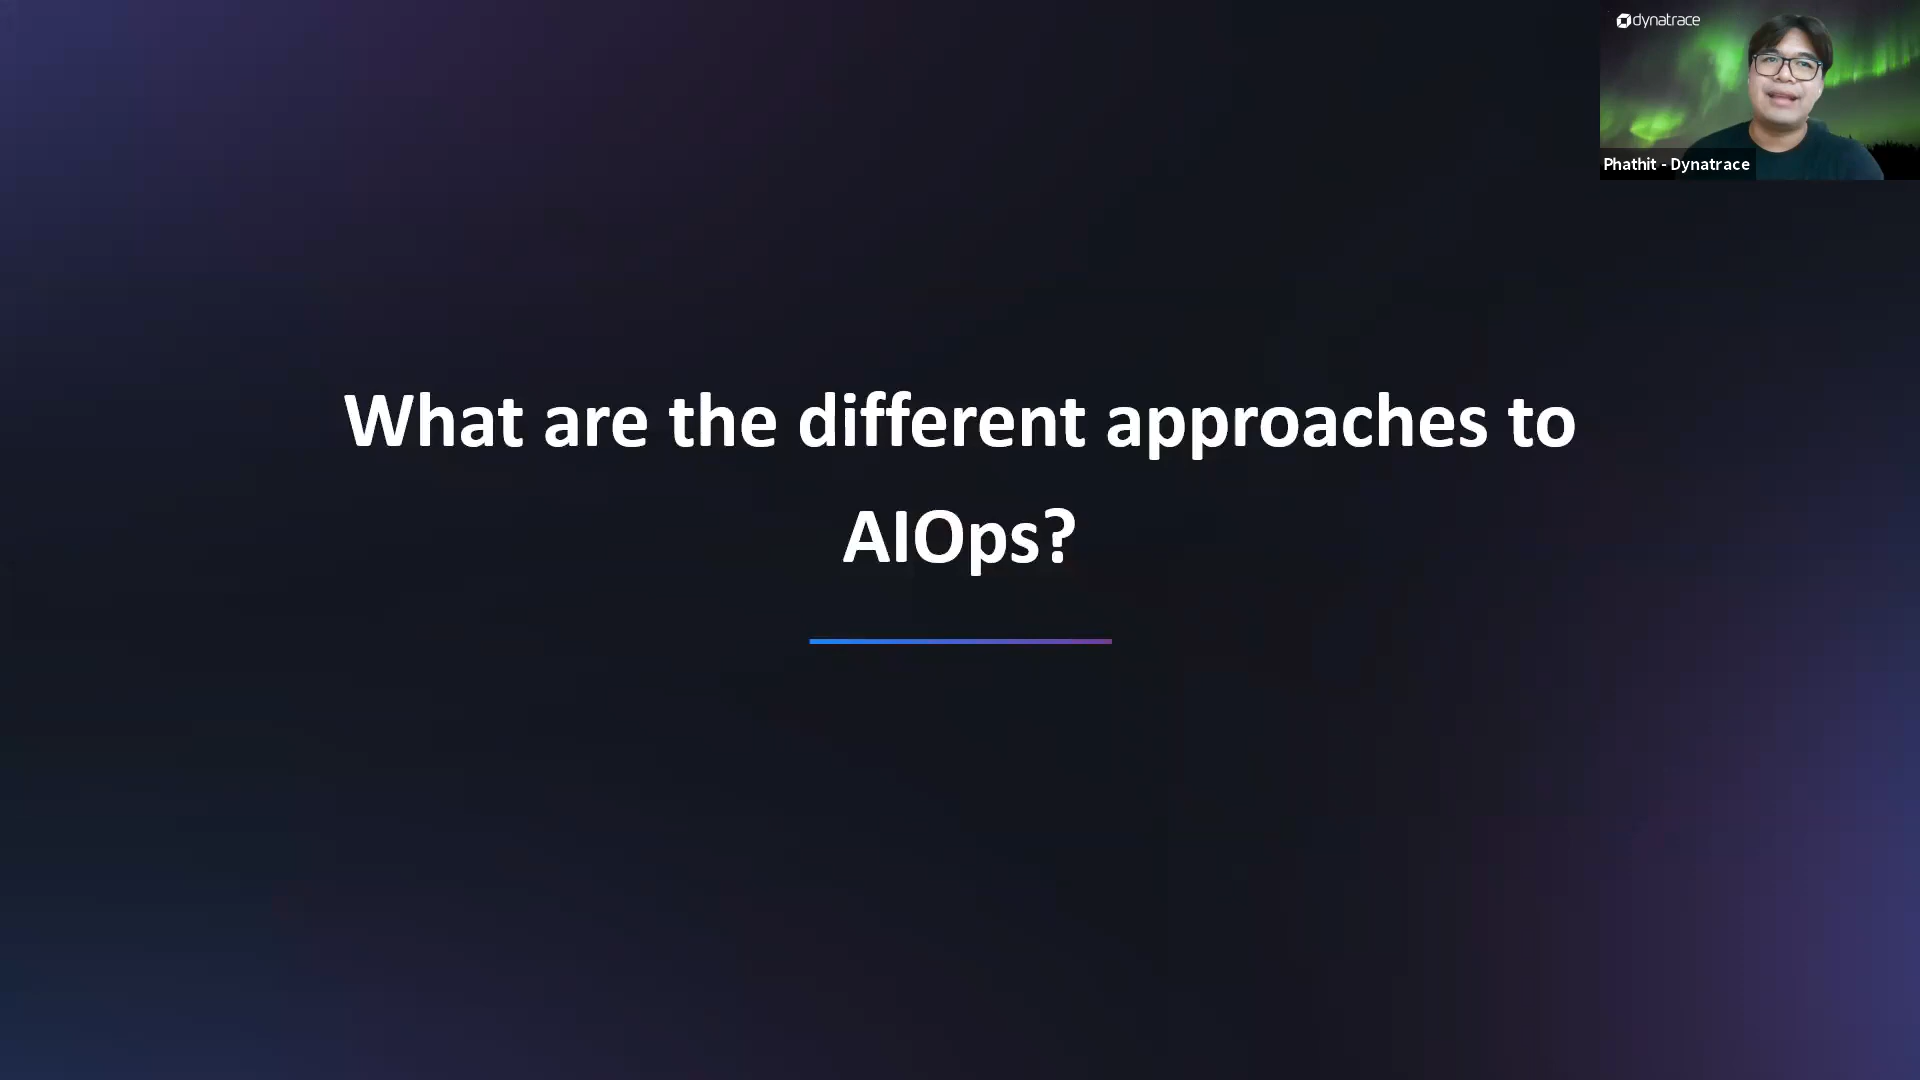 dynatrace
Phathit - Dynatrace
What are the different approaches to
AIOps?